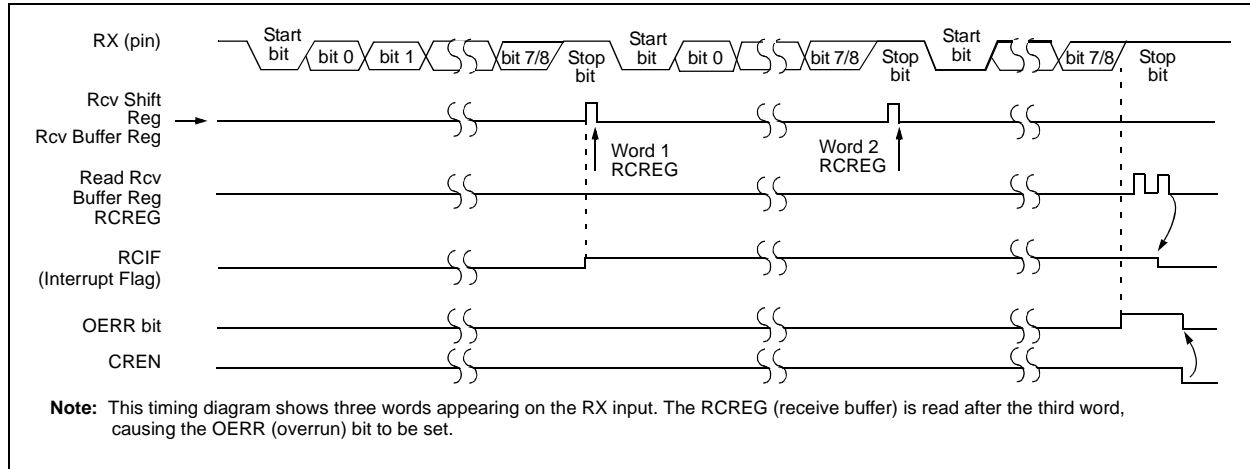 RX (pin)
Start
bit
bit 0
bit 1
bit 7/8
Stop
bit
Start
bit
bit 0
bit 7/8
Stop
bit
Start
bit
bit 7/8
Stop
bit
Rcv Shift
Reg
Rcv Buffer Reg
Word 1
RCREG
Word 2
RCREG
Read Rcv
Buffer Reg
RCREG
RCIF
(Interrupt Flag)
OERR bit
CREN
Note: This timing diagram shows three words appearing on the RX input. The RCREG (receive buffer) is read after the third word,
causing the OERR (overrun) bit to be set.